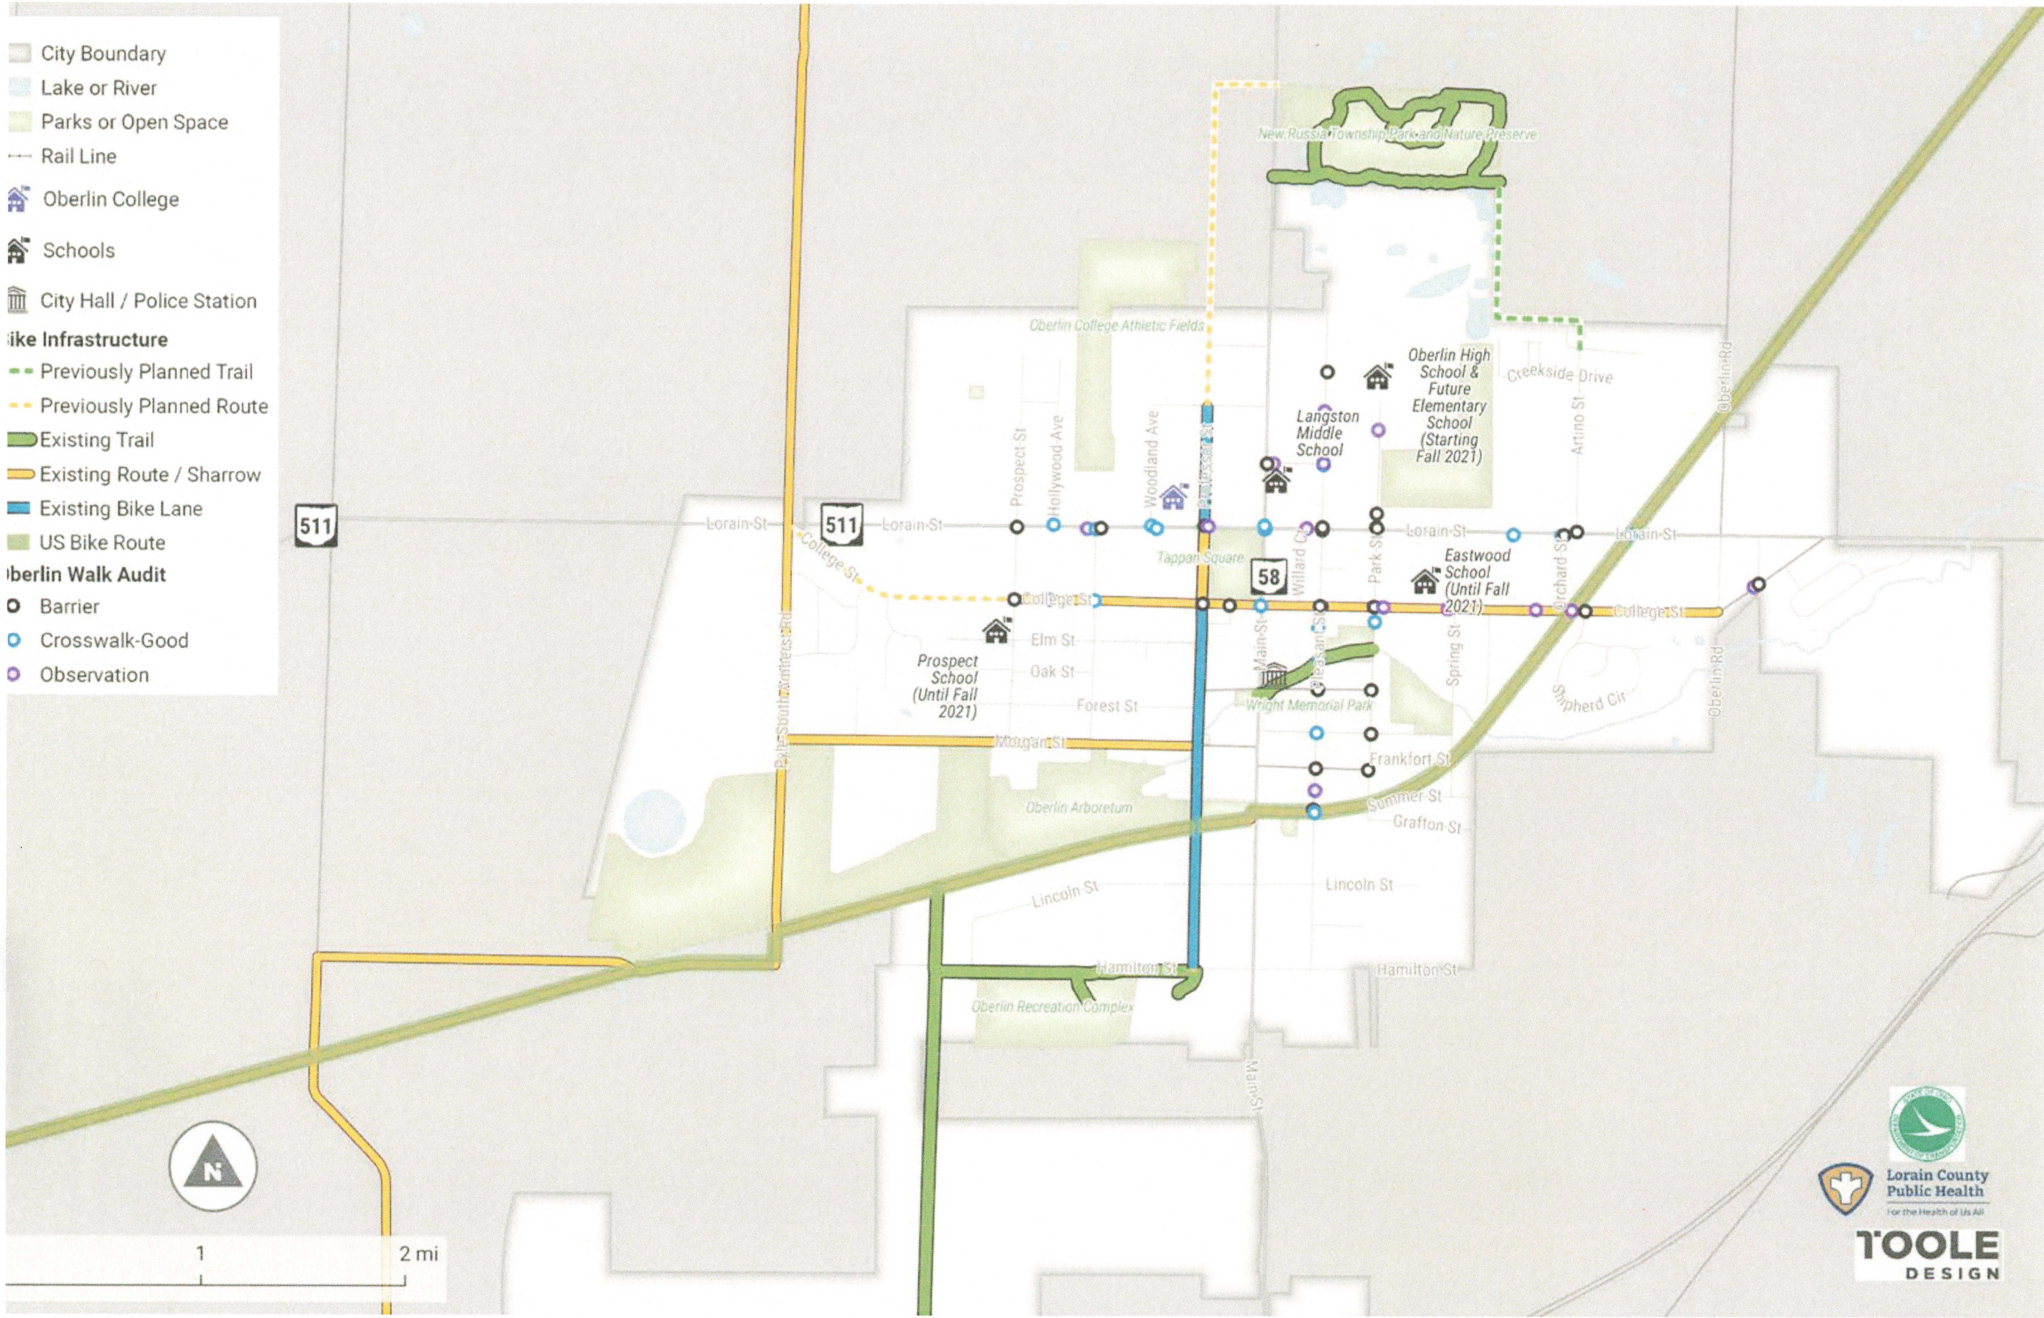 City Boundary
Lake or River
Parks or Open Space
Rail Line
Oberlin College
Schools
City Hall / Police Station
ike Infrastructure
Previously Planned Trail
Previously Planned Route
Existing Trail
Existing Route / Sharrow
Existing Bike Lane
US Bike Route
berlin Walk Audit
Barrier
Crosswalk-Good
Observation
New Russia Township Park and Nature Preserve
Oberlin College Athletic Fields
Oberlin High
School &
Future
Elementary
School
(Starting
Fall 2021)
Creekside Drive
Oberlin Rd
Artino St
Langston
Middle
School
Prospect St
Hollywood Ave
Woodland Ave
Professor St
511
Lorain St
511
Lorain St
Lorain St
Lorain St
College St
Tappan Square
58
Willard Ct
Park St
Eastwood
School
(Until Fall
2021)
Orchard St
College St
College St
Pyle South Amherst Rd
Elm St
Oak St
Forest St
Morgan St
Prospect
School
(Until Fall
2021)
Main St
Pleasant St
Spring St
Shipherd Cir
Oberlin Rd
Wright Memorial Park
Frankfort St
Summer St
Grafton St
Oberlin Arboretum
Lincoln St
Lincoln St
Hamilton St
Hamilton St
Oberlin Recreation Complex
Main St
N
1
2 mi
Lorain County
Public Health
For the Health of Us All
TOOLE
DESIGN